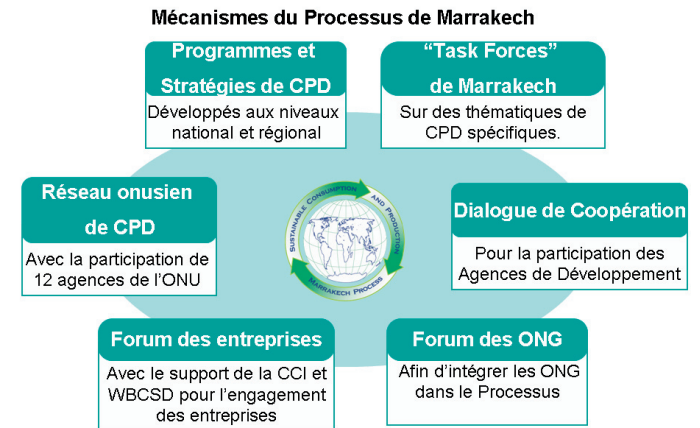 Mécanismes du Processus de Marrakech
Programmes et
Stratégies de CPD
Développés aux niveaux
national et régional
“Task Forces”
de Marrakech
Sur des thématiques de
CPD spécifiques.
Réseau onusien
de CPD
Avec la participation de
12 agences de l’ONU
SUSTAINABLE CONSUMPTION
AND PRODUCTION
MARRAKECH PROCESS
Dialogue de Coopération
Pour la participation des
Agences de Développement
Forum des entreprises
Avec le support de la CCI et
WBCSD pour l’engagement
des entreprises
Forum des ONG
Afin d’intégrer les ONG
dans le Processus